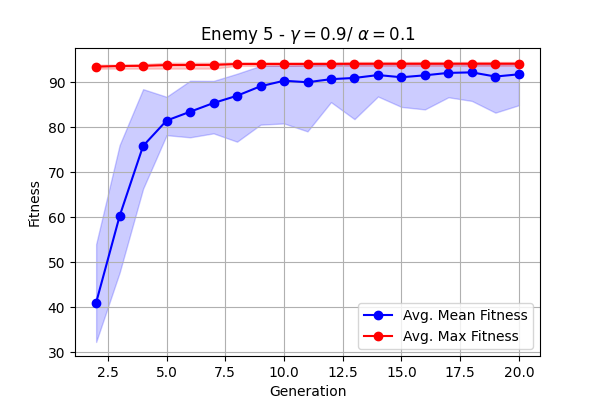 Enemy 5 - γ = 0.9/ α = 0.1
Fitness
90
80
70
60
50
40
30
2.5 5.0 7.5 10.0 12.5 15.0 17.5 20.0
Generation
Avg. Mean Fitness
Avg. Max Fitness